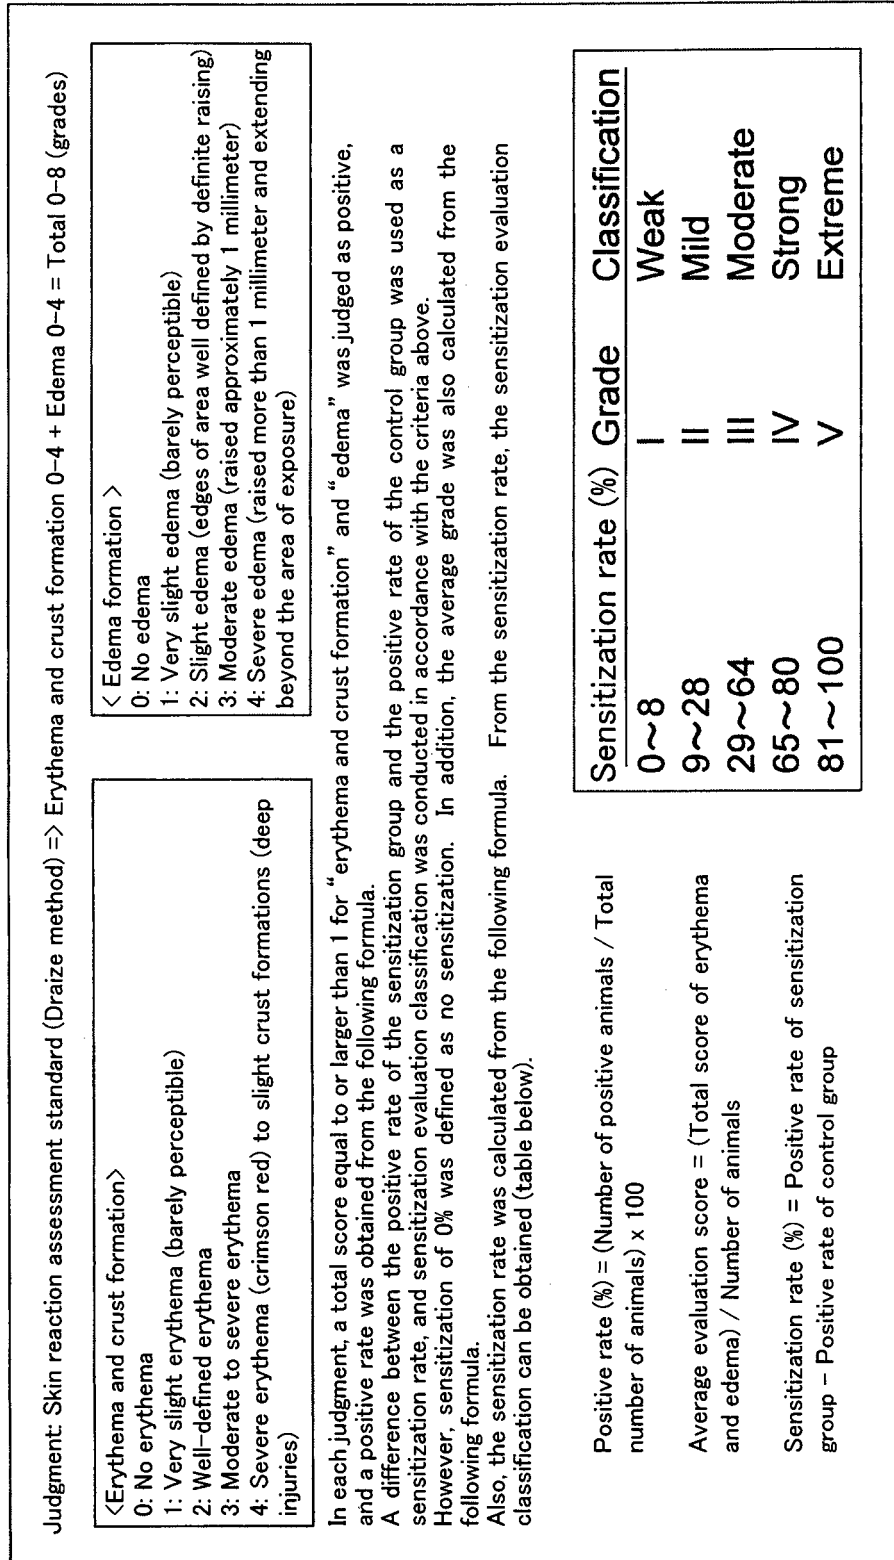 Judgment: Skin reaction assessment standard (Draize method) => Erythema and crust formation 0-4 + Edema 0-4 = Total 0-8 (grades)
<Erythema and crust formation>
0: No erythema
1: Very slight erythema (barely perceptible)
2: Well-defined erythema
3: Moderate to severe erythema
4: Severe erythema (crimson red) to slight crust formations (deep
injuries)
< Edema formation >
0: No edema
1: Very slight edema (barely perceptible)
2: Slight edema (edges of area well defined by definite raising)
3: Moderate edema (raised approximately 1 millimeter)
4: Severe edema (raised more than 1 millimeter and extending
beyond the area of exposure)
In each judgment, a total score equal to or larger than 1 for “erythema and crust formation” and “edema” was judged as positive,
and a positive rate was obtained from the following formula.
A difference between the positive rate of the sensitization group and the positive rate of the control group was used as a
sensitization rate, and sensitization evaluation classification was conducted in accordance with the criteria above.
However, sensitization of 0% was defined as no sensitization. In addition, the average grade was also calculated from the
following formula.
Also, the sensitization rate was calculated from the following formula. From the sensitization rate, the sensitization evaluation
classification can be obtained (table below).
Positive rate (%) = (Number of positive animals / Total
number of animals) x 100
Average evaluation score = (Total score of erythema
and edema) / Number of animals
Sensitization rate (%) = Positive rate of sensitization
group - Positive rate of control group
Sensitization rate (%) Grade Classification
0~8 I Weak
9~28 II Mild
29~64 III Moderate
65~80 IV Strong
81~100 V Extreme